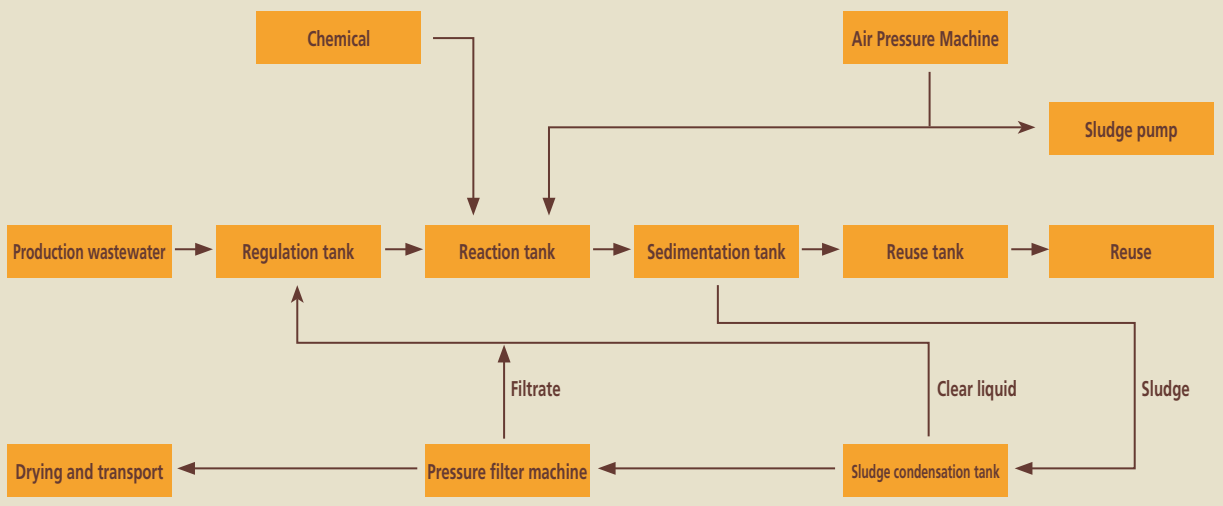 Chemical
Air Pressure Machine
Sludge pump
Production wastewater
Regulation tank
Reaction tank
Sedimentation tank
Reuse tank
Reuse
Filtrate
Clear liquid
Sludge
Drying and transport
Pressure filter machine
Sludge condensation tank